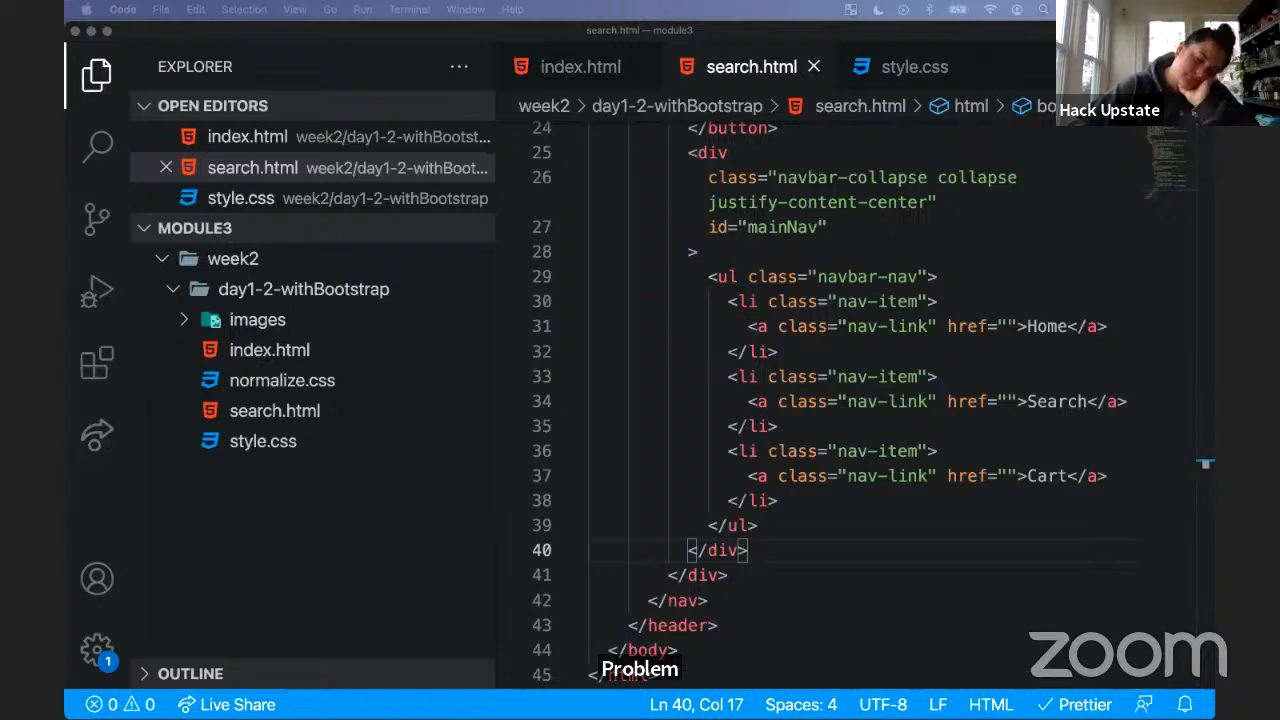 Code File Edit Selection View Go Run Terminal Window Help
search.html — module3
EXPLORER
index.html
search.html
style.css
Hack Upstate
OPEN EDITORS
week2 > day1-2-withBootstrap > search.html > html >
index.html week2/day1-2-withBootst...
search.html week2/day1-2-withBoo...
style.css week2/day1-2-withBootstrap
MODULE3
week2
day1-2-withBootstrap
images
index.html
normalize.css
search.html
style.css
OUTLINE
24 </button>
25 <div
26 class="navbar-collapse collapse
justify-content-center"
27 id="mainNav"
28 >
29 <ul class="navbar-nav">
30 <li class="nav-item">
31 <a class="nav-link" href="">Home</a>
32 </li>
33 <li class="nav-item">
34 <a class="nav-link" href="">Search</a>
35 </li>
36 <li class="nav-item">
37 <a class="nav-link" href="">Cart</a>
38 </li>
39 </ul>
40 </div>
41 </div>
42 </nav>
43 </header>
44 </body>
45
Problem
zoom
1
0 0 Live Share
Ln 40, Col 17 Spaces: 4 UTF-8 LF HTML Prettier